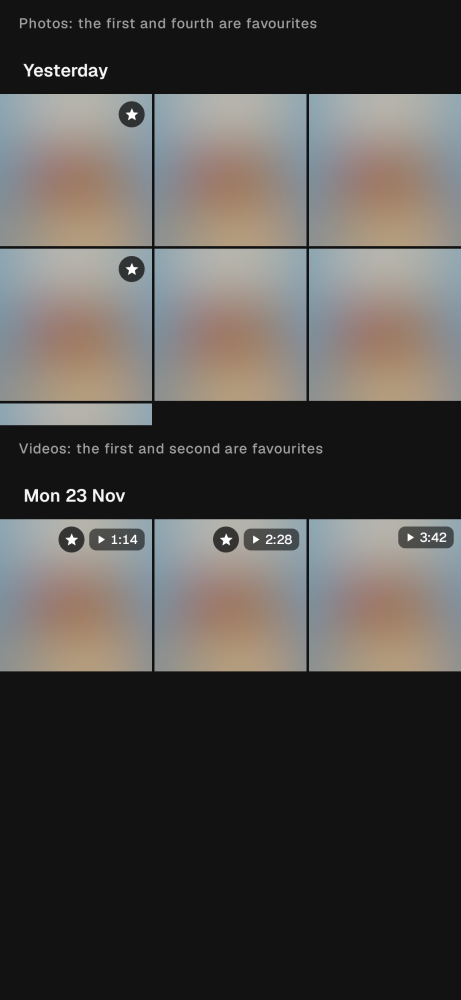 Photos: the first and fourth are favourites
Yesterday
Videos: the first and second are favourites
Mon 23 Nov
1:14
2:28
3:42